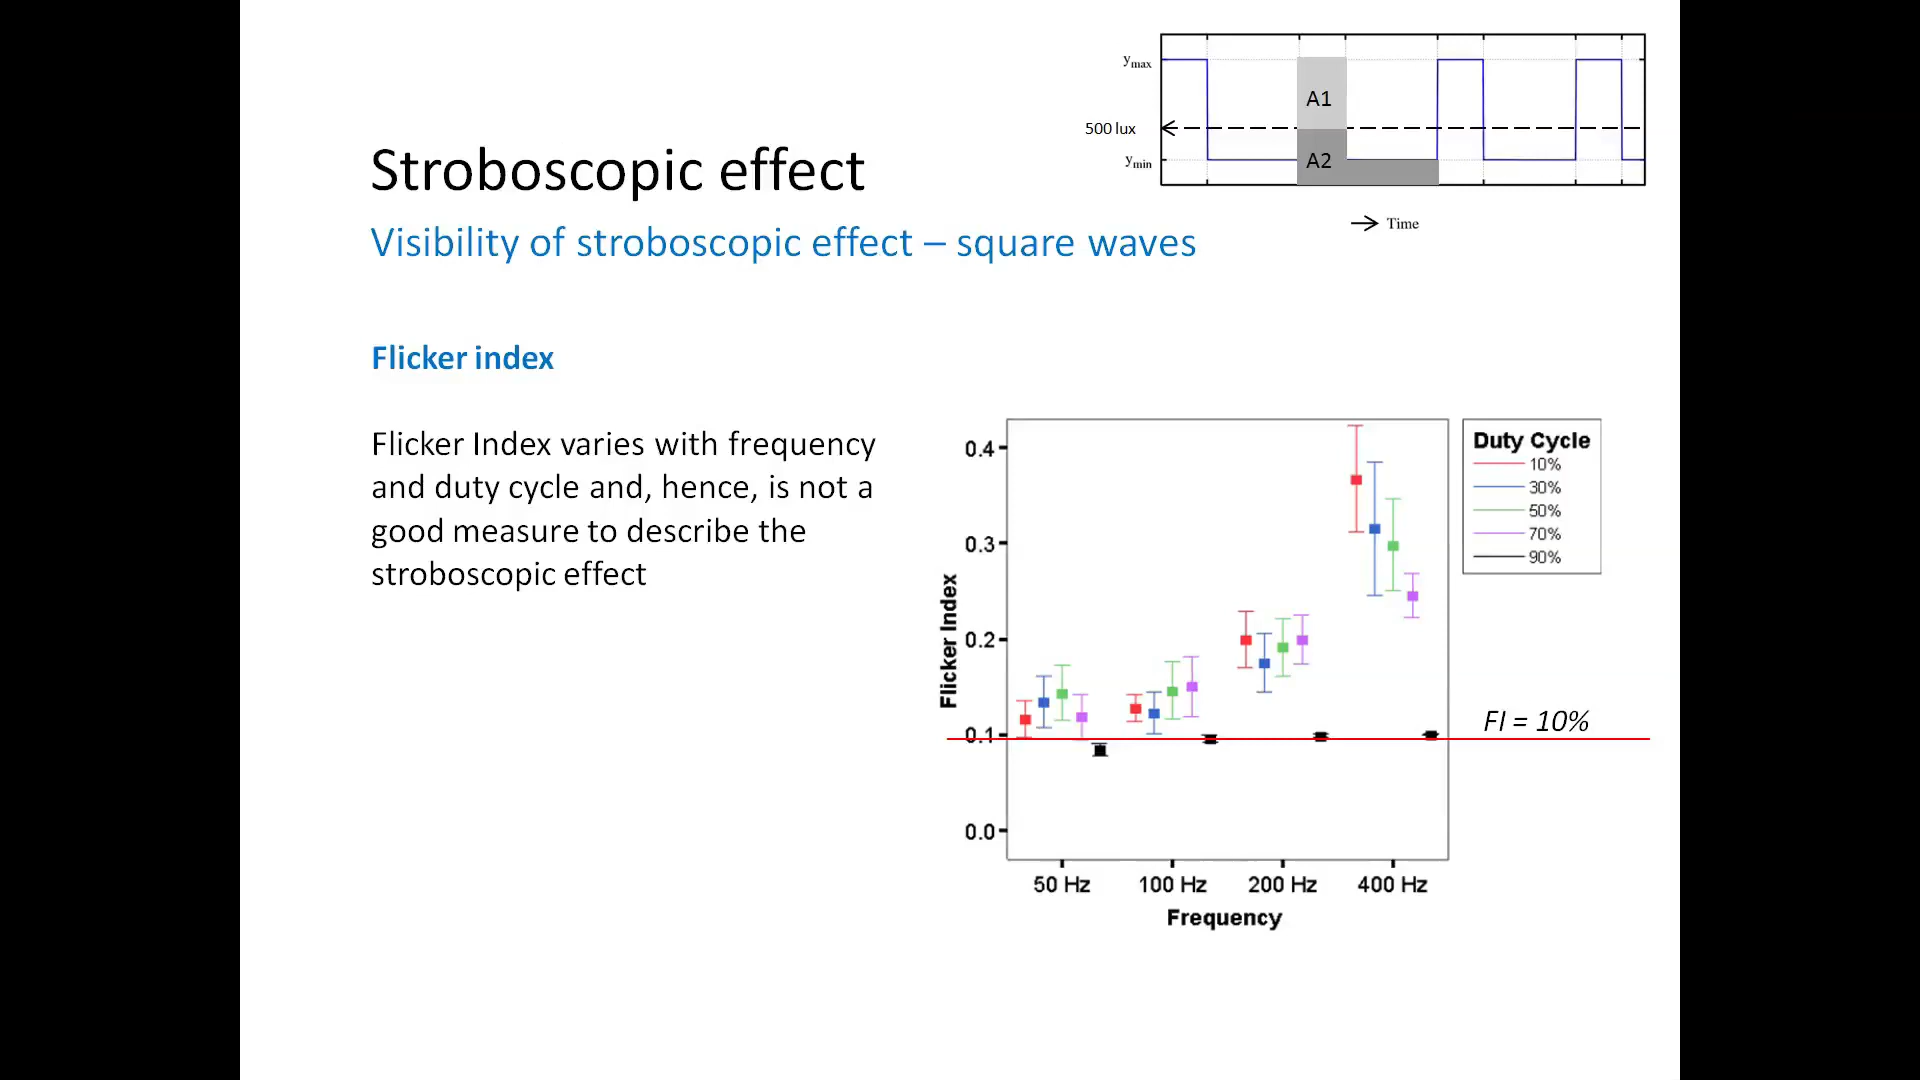 ymax
A1
500 lux
A2
ymin
Time
Stroboscopic effect
Visibility of stroboscopic effect – square waves
Flicker index
Flicker Index varies with frequency
and duty cycle and, hence, is not a
good measure to describe the
stroboscopic effect
Duty Cycle
10%
30%
50%
70%
90%
0.4
0.3
0.2
0.1
0.0
Flicker Index
FI = 10%
50 Hz 100 Hz 200 Hz 400 Hz
Frequency